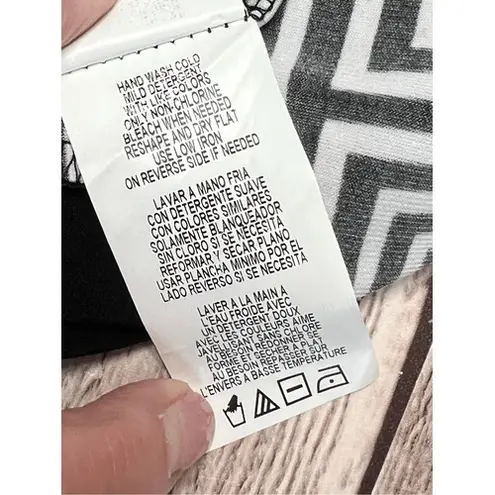 HAND WASH COLD
MILD DETERGENT
WITH LIKE COLORS
ONLY NON-CHLORINE
BLEACH WHEN NEEDED
RESHAPE AND DRY FLAT
USE LOW IRON
ON REVERSE SIDE IF NEEDED
LAVAR A MANO FRIA
CON DETERGENTE SUAVE
CON COLORES SIMILARES
SOLAMENTE BLANQUEADOR
SIN CLORO SI SE NECESITA
REFORMAR Y SECAR PLANO
USAR PLANCHA MINIMO POR EL
LADO REVERSO SI SE NECESITA
LAVER A LA MAIN A
L'EAU FROIDE AVEC
UN DETERGENT DOUX
AVEC LES COULEURS AIME
JAVELISANT SANS CHLORE
AU BESOIN REDONNER SE
FORME ET SECHER A PLAT
AU BESOIN REPASSER SUR
L'ENVERS A BASSE TEMPERATURE